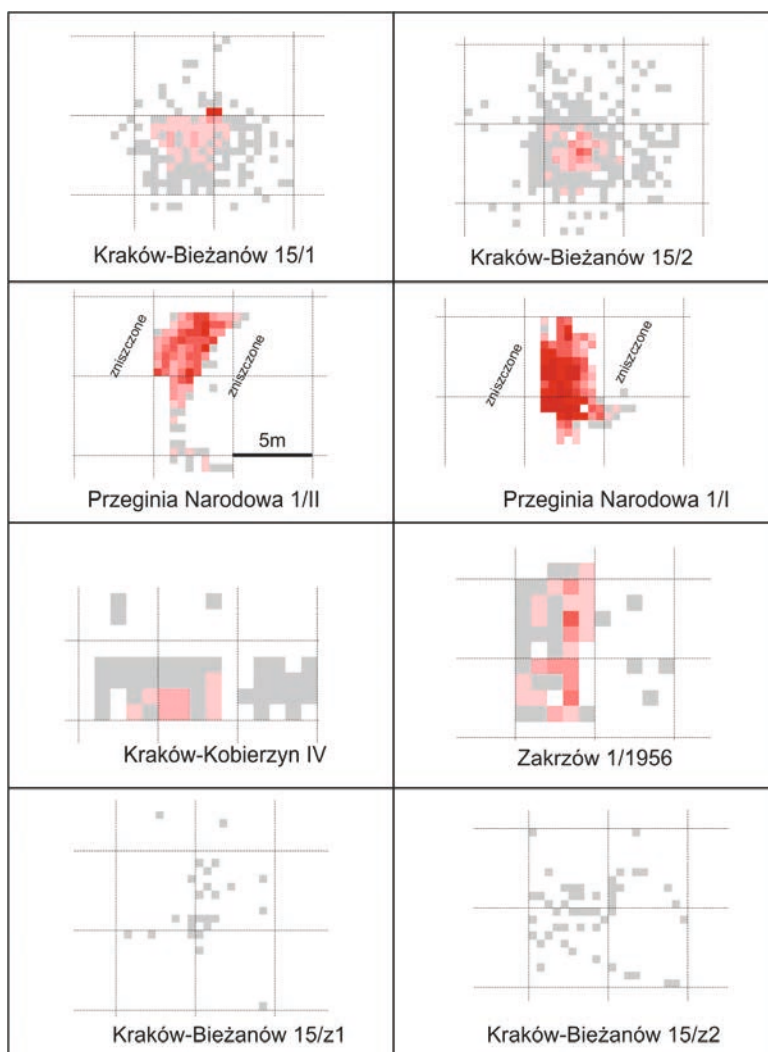 Kraków-Bieżanów 15/1
Kraków-Bieżanów 15/2
zniszczone
zniszczone
5m
Przeginia Narodowa 1/II
zniszczone
zniszczone
Przeginia Narodowa 1/I
Kraków-Kobierzyn IV
Zakrzów 1/1956
Kraków-Bieżanów 15/z1
Kraków-Bieżanów 15/z2